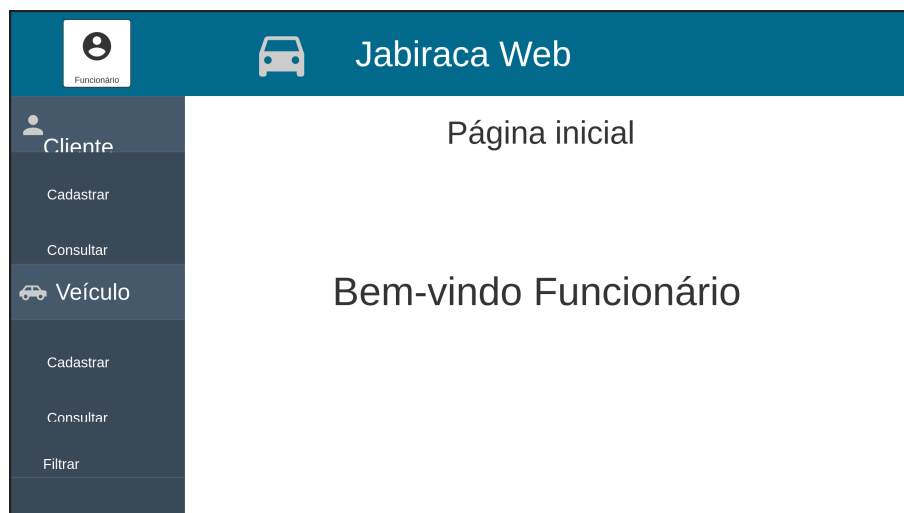 Funcionário
Jabiraca Web
Cliente
Cadastrar
Consultar
Veículo
Cadastrar
Consultar
Filtrar
Página inicial
Bem-vindo Funcionário